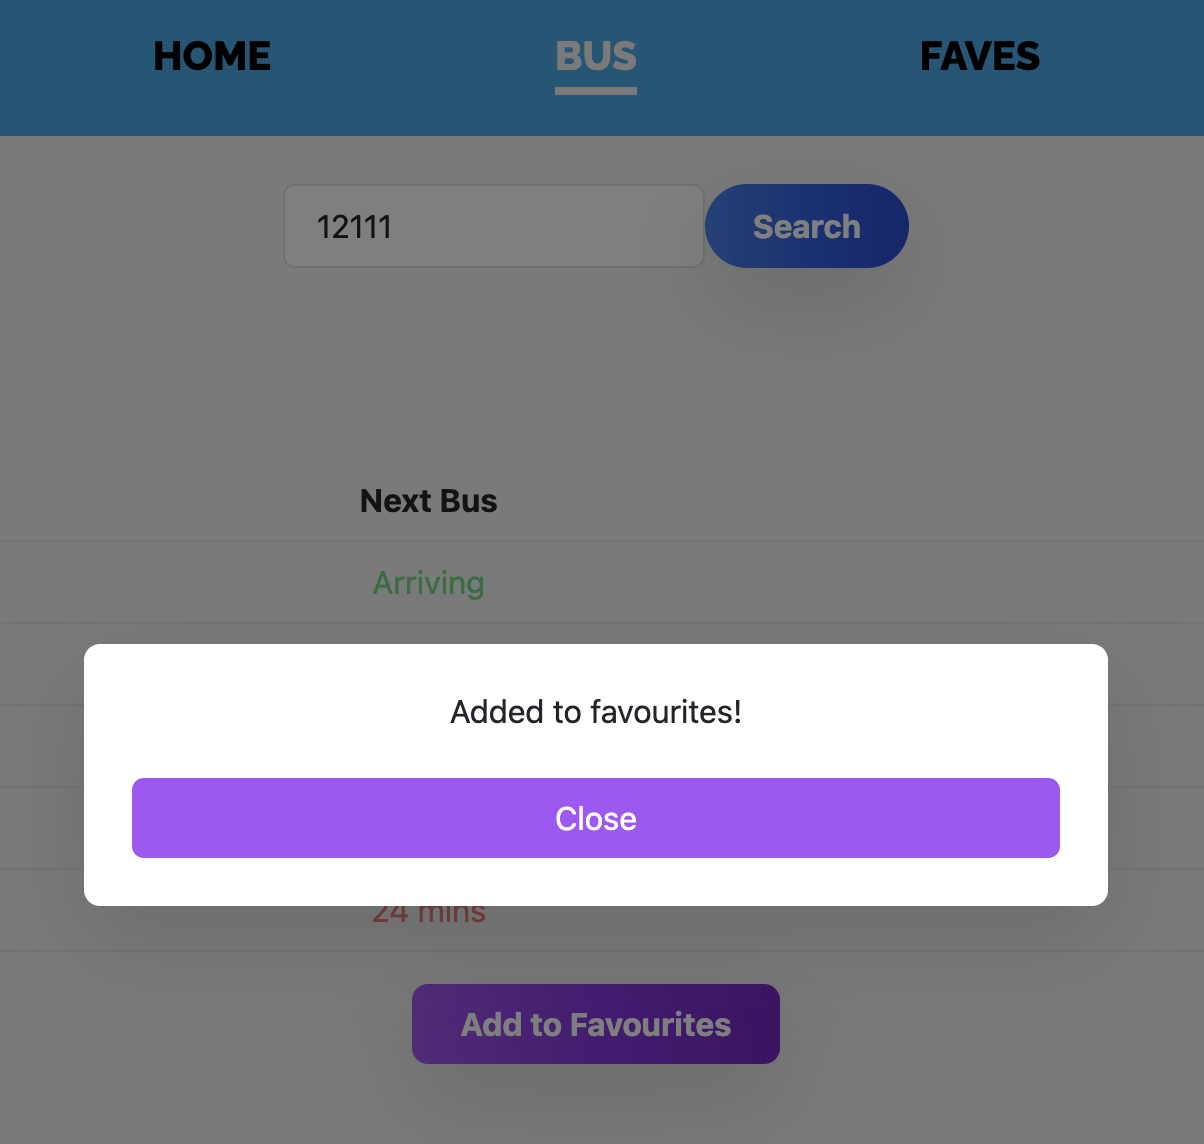 HOME BUS FAVES
12111 Search
Next Bus
Arriving
Added to favourites!
Close
24 mins
Add to Favourites